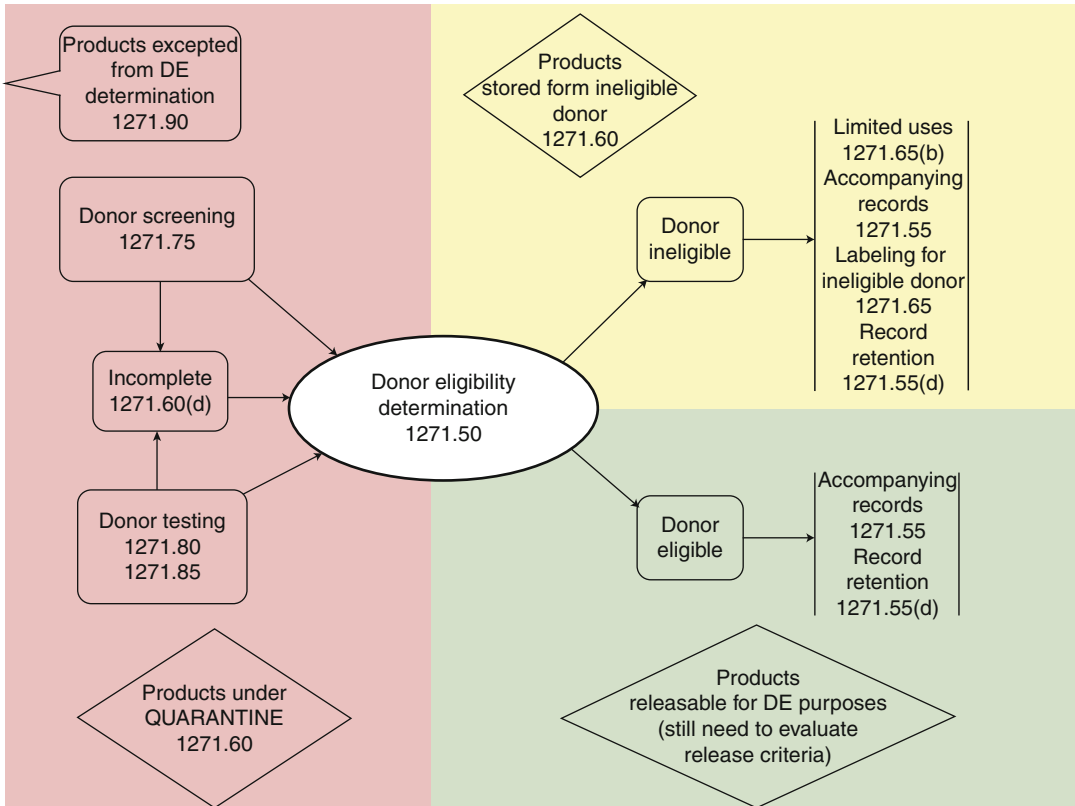 Products excepted
from DE
determination
1271.90
Donor screening
1271.75
Incomplete
1271.60(d)
Donor testing
1271.80
1271.85
Products under
QUARANTINE
1271.60
Donor eligibility
determination
1271.50
Products
stored form ineligible
donor
1271.60
Donor
ineligible
Limited uses
1271.65(b)
Accompanying
records
1271.55
Labeling for
ineligible donor
1271.65
Record
retention
1271.55(d)
Donor
eligible
Accompanying
records
1271.55
Record
retention
1271.55(d)
Products
releasable for DE purposes
(still need to evaluate
release criteria)